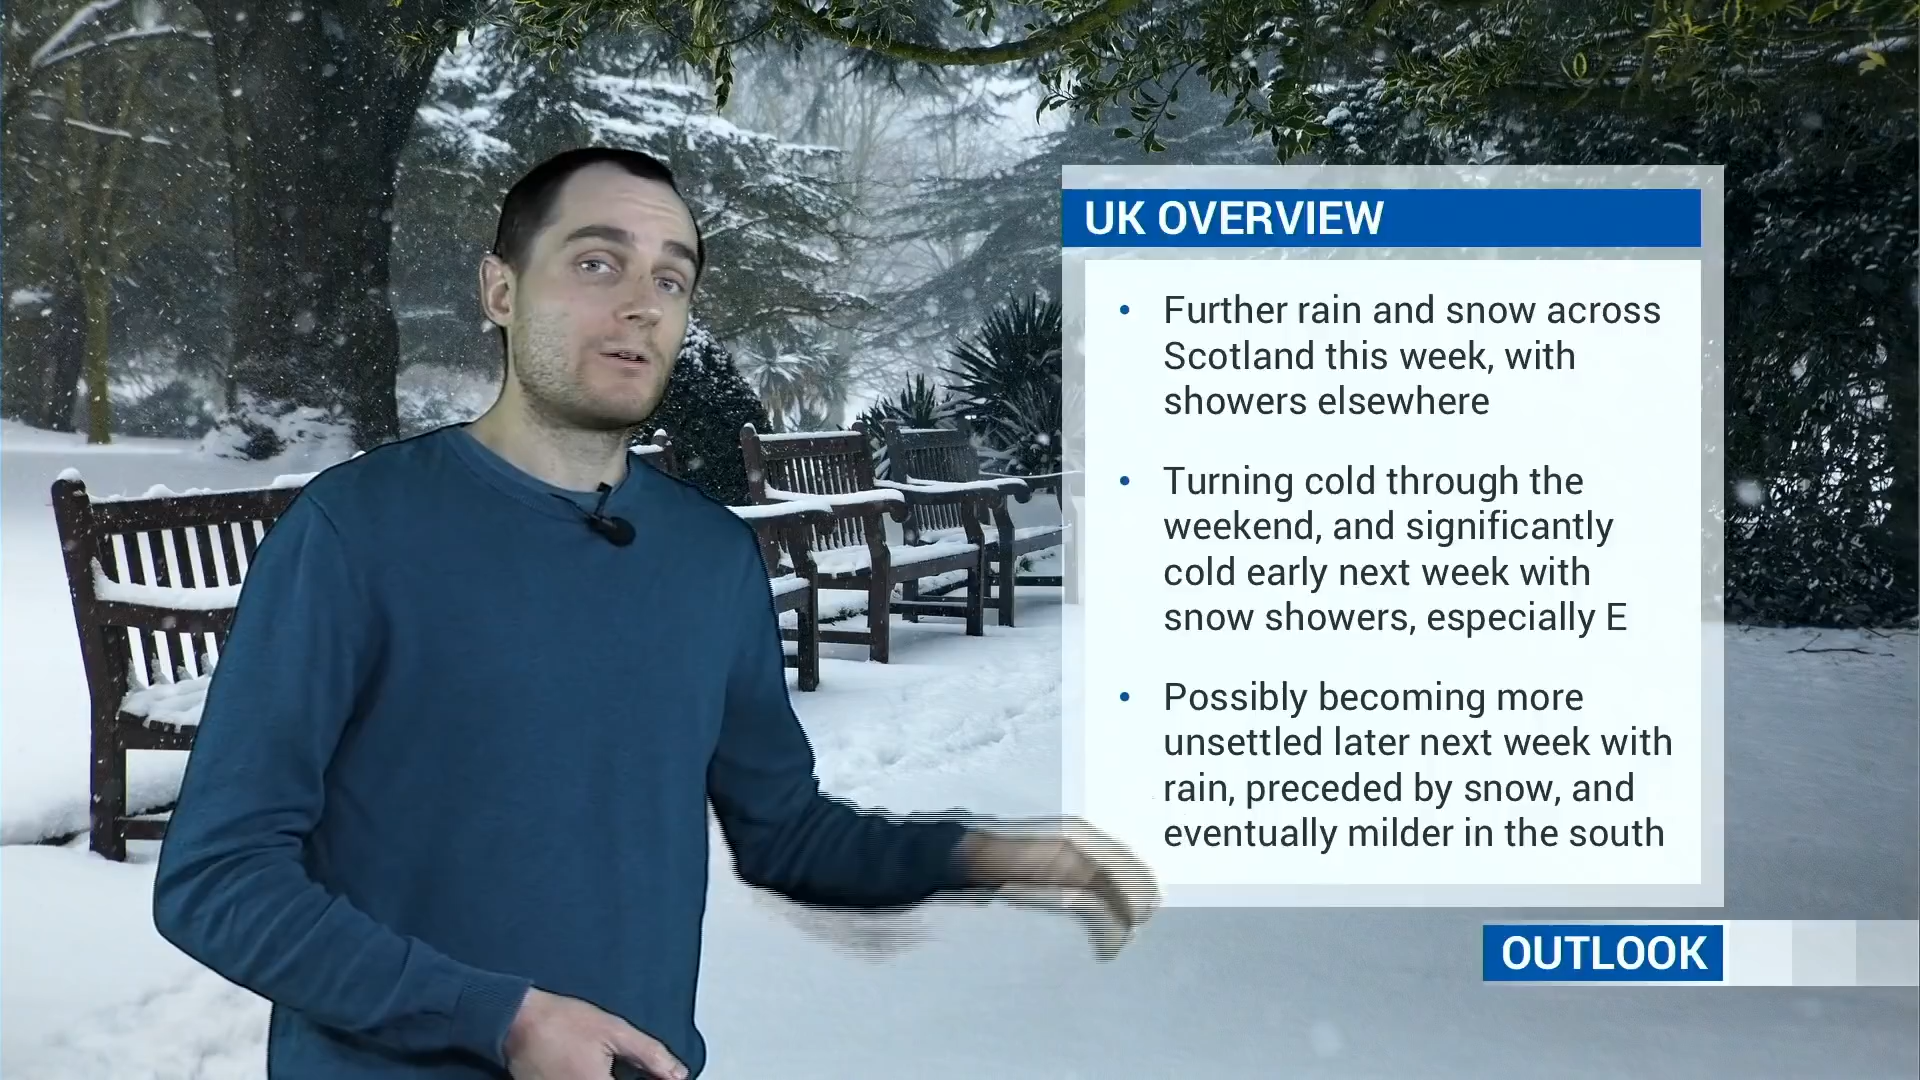 UK OVERVIEW
• Further rain and snow across
Scotland this week, with
showers elsewhere
• Turning cold through the
weekend, and significantly
cold early next week with
snow showers, especially E
• Possibly becoming more
unsettled later next week with
rain, preceded by snow, and
eventually milder in the south
OUTLOOK